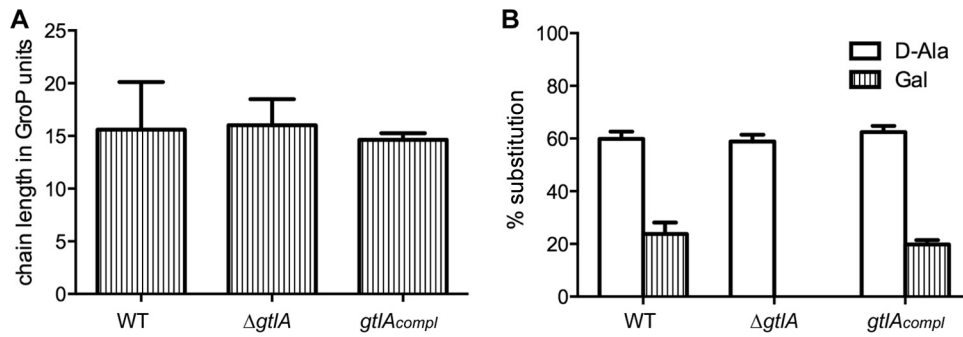 A
chain length in GroP units
25
20
15
10
5
0
WT
ΔgtlA
gtlAcompl
B
% substitution
100
80
60
40
20
0
D-Ala
Gal
WT
ΔgtlA
gtlAcompl